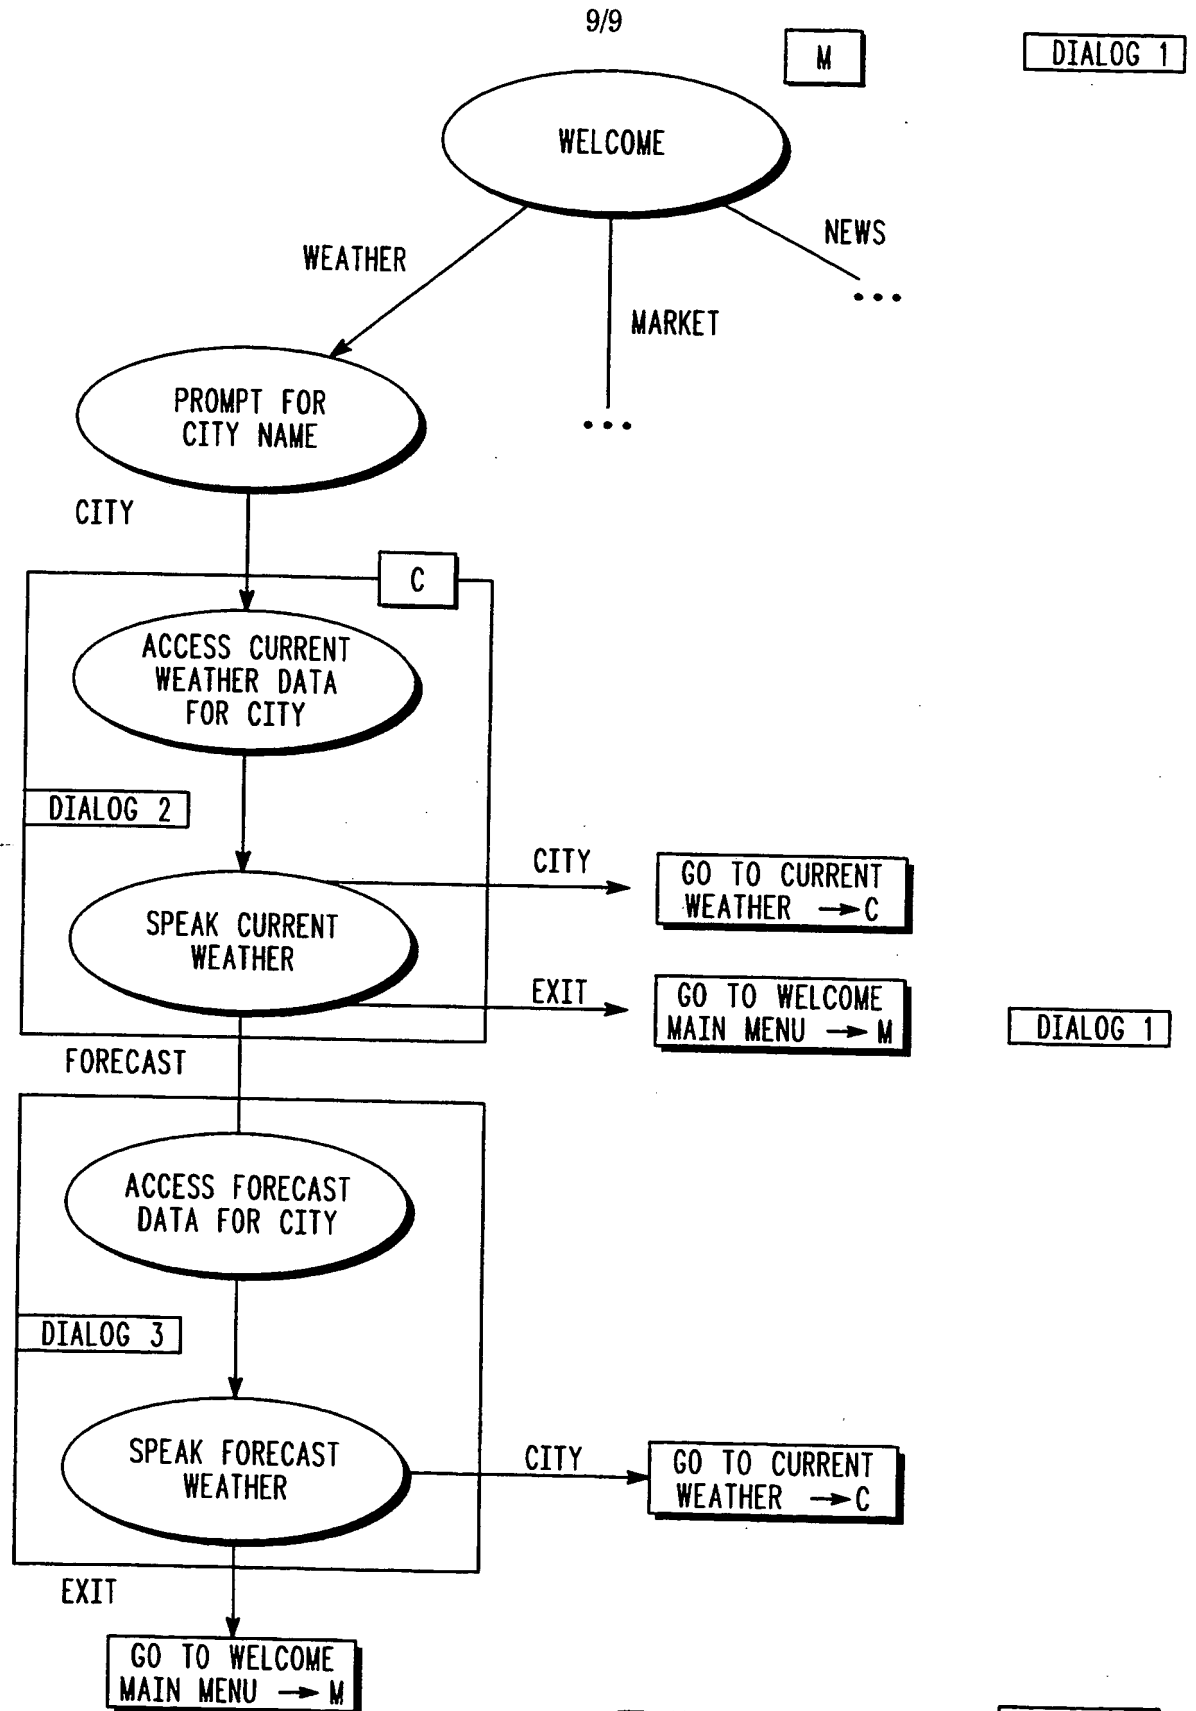 9/9
M
DIALOG 1
WELCOME
WEATHER
NEWS
MARKET
• • •
• • •
PROMPT FOR
CITY NAME
CITY
C
ACCESS CURRENT
WEATHER DATA
FOR CITY
DIALOG 2
SPEAK CURRENT
WEATHER
CITY
GO TO CURRENT
WEATHER → C
EXIT
GO TO WELCOME
MAIN MENU → M
DIALOG 1
FORECAST
ACCESS FORECAST
DATA FOR CITY
DIALOG 3
SPEAK FORECAST
WEATHER
CITY
GO TO CURRENT
WEATHER → C
EXIT
GO TO WELCOME
MAIN MENU → M